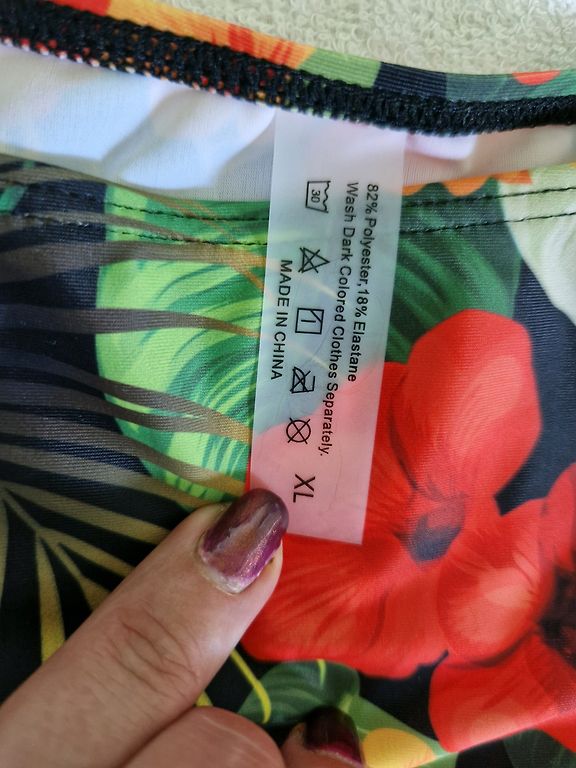 82% Polyester,18% Elastane
Wash Dark Colored Clothes Separately.
30
XL
MADE IN CHINA